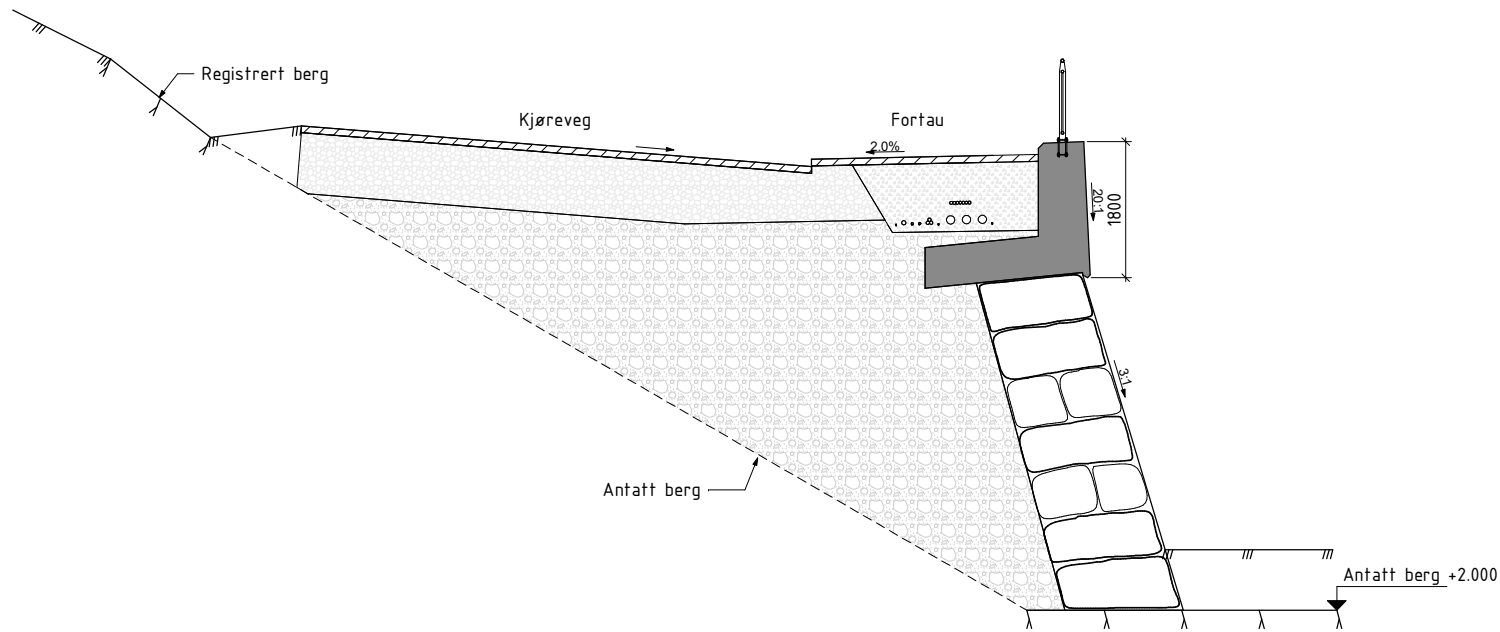 Registrert berg
Kjøreveg
Fortau
2.0%
20:1
1800
3:1
Antatt berg
Antatt berg +2.000